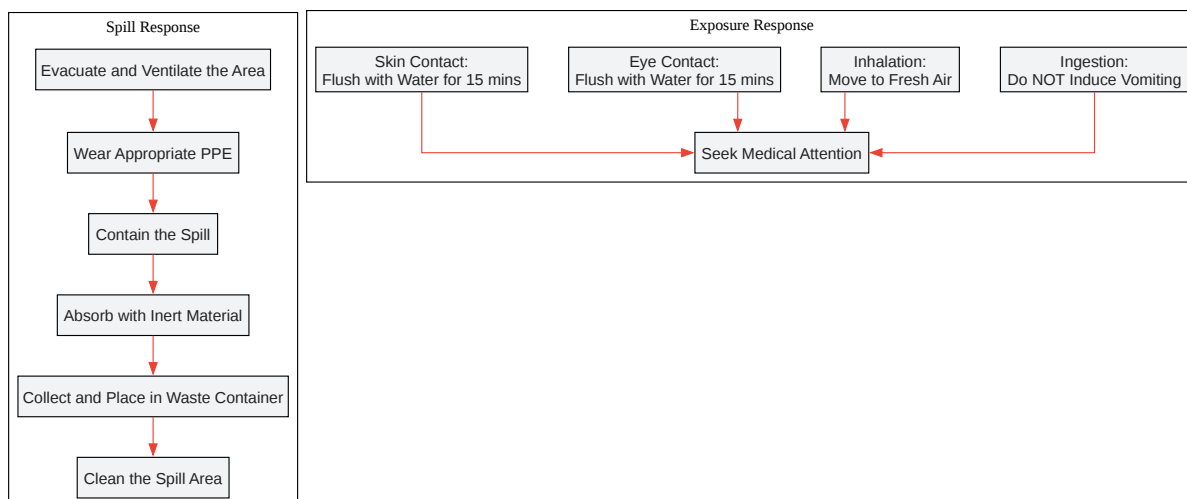 Spill Response
Evacuate and Ventilate the Area
Wear Appropriate PPE
Contain the Spill
Absorb with Inert Material
Collect and Place in Waste Container
Clean the Spill Area
Exposure Response
Skin Contact:
Flush with Water for 15 mins
Eye Contact:
Flush with Water for 15 mins
Inhalation:
Move to Fresh Air
Ingestion:
Do NOT Induce Vomiting
Seek Medical Attention